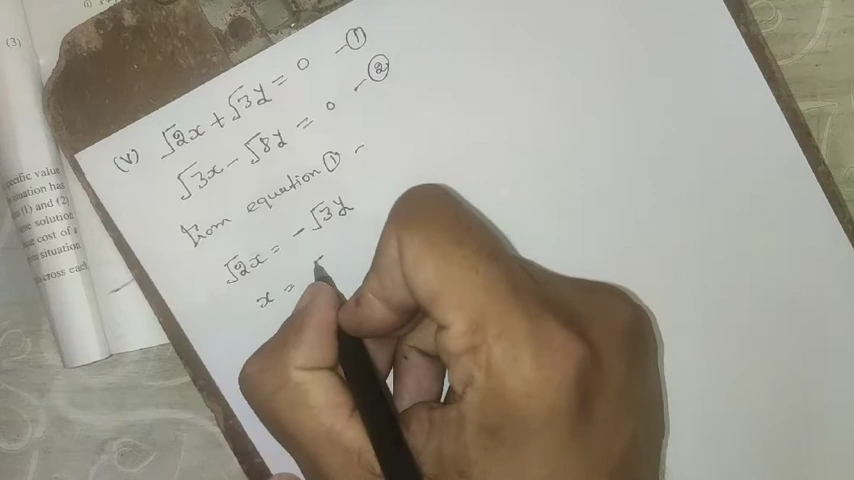 (3)
specific value
situation has
(1) and (2)
solution
cost of a
situation
across each
(v) √2x + √3y = 0 - ①
√3x - √8y = 0 - ②
From equation ① -
√2x = - √3y
x = -